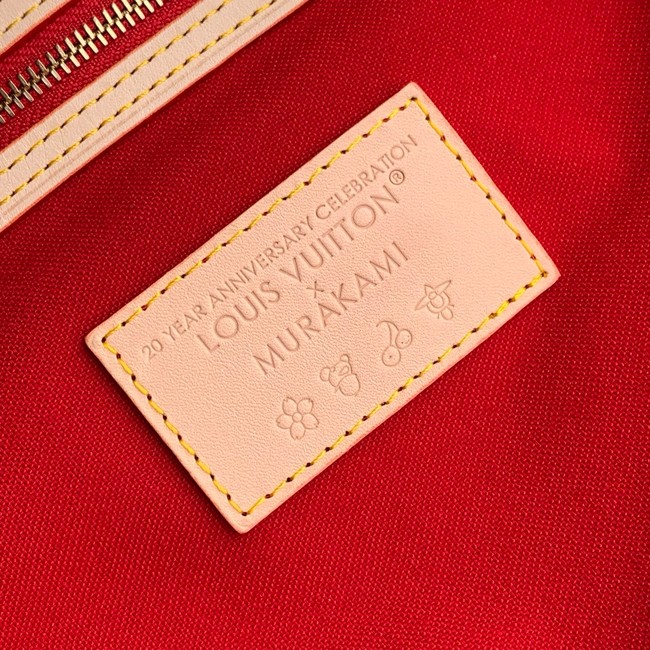 20 YEAR ANNIVERSARY CELEBRATION
LOUIS VUITTON®
×
MURAKAMI